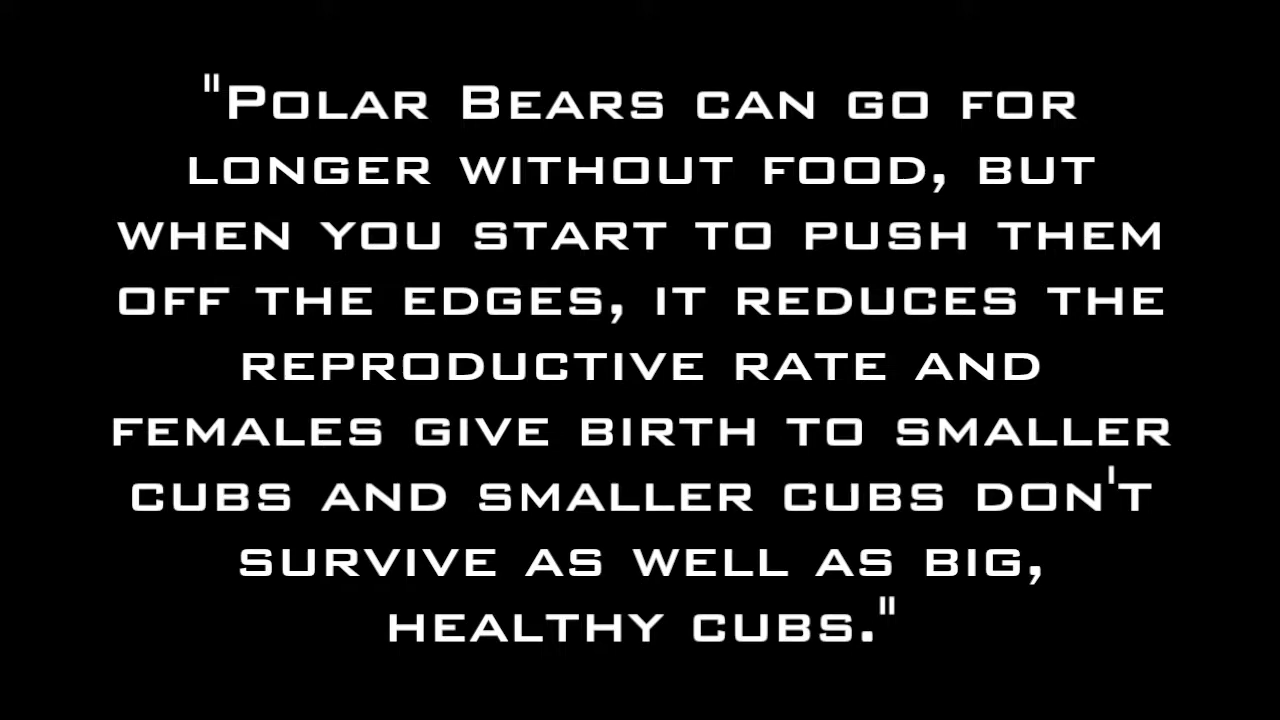 "Polar Bears can go for
longer without food, but
when you start to push them
off the edges, it reduces the
reproductive rate and
females give birth to smaller
cubs and smaller cubs don't
survive as well as big,
healthy cubs."